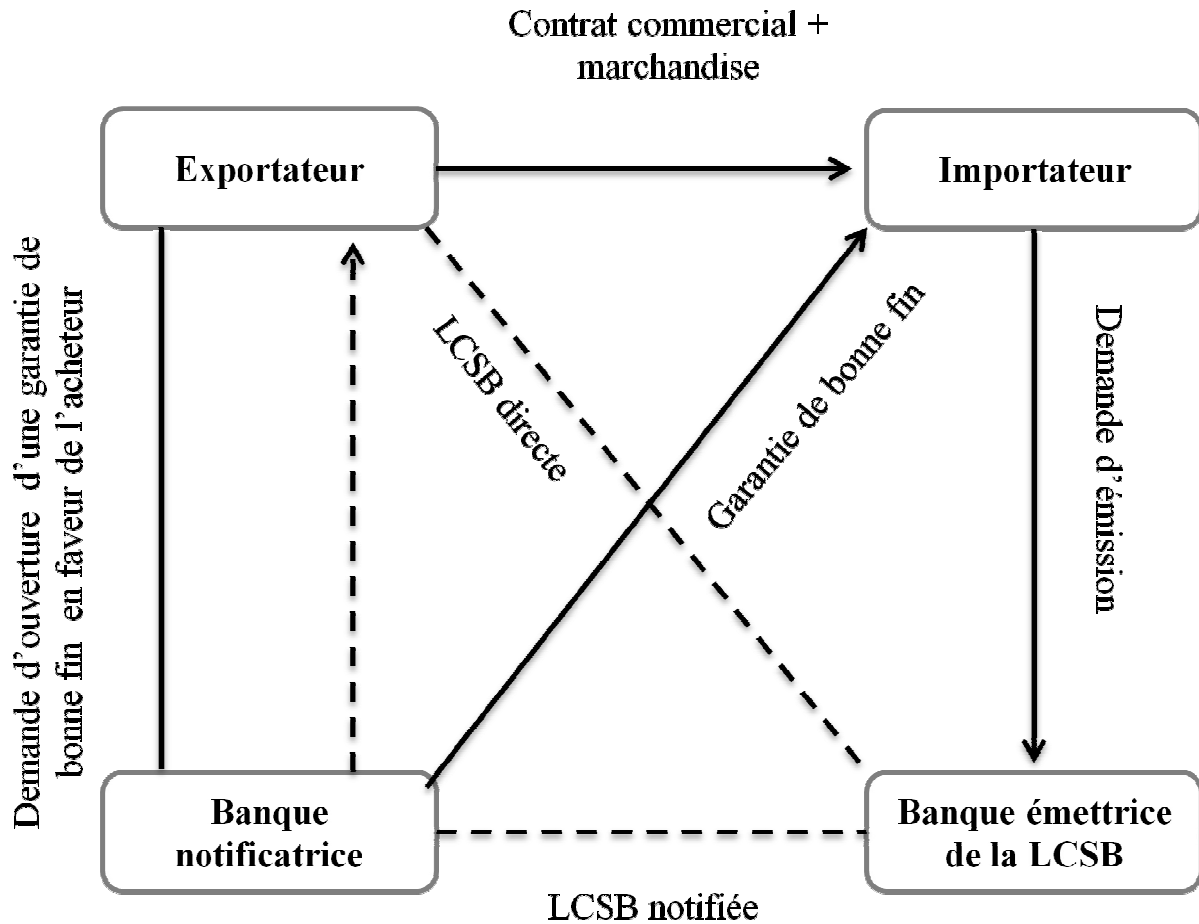 Contrat commercial +
marchandise
Exportateur
Importateur
Demande d'ouverture d'une garantie de
bonne fin en faveur de l'acheteur
LCSB directe
Garantie de bonne fin
Demande d'émission
Banque
notificatrice
Banque émettrice
de la LCSB
LCSB notifiée